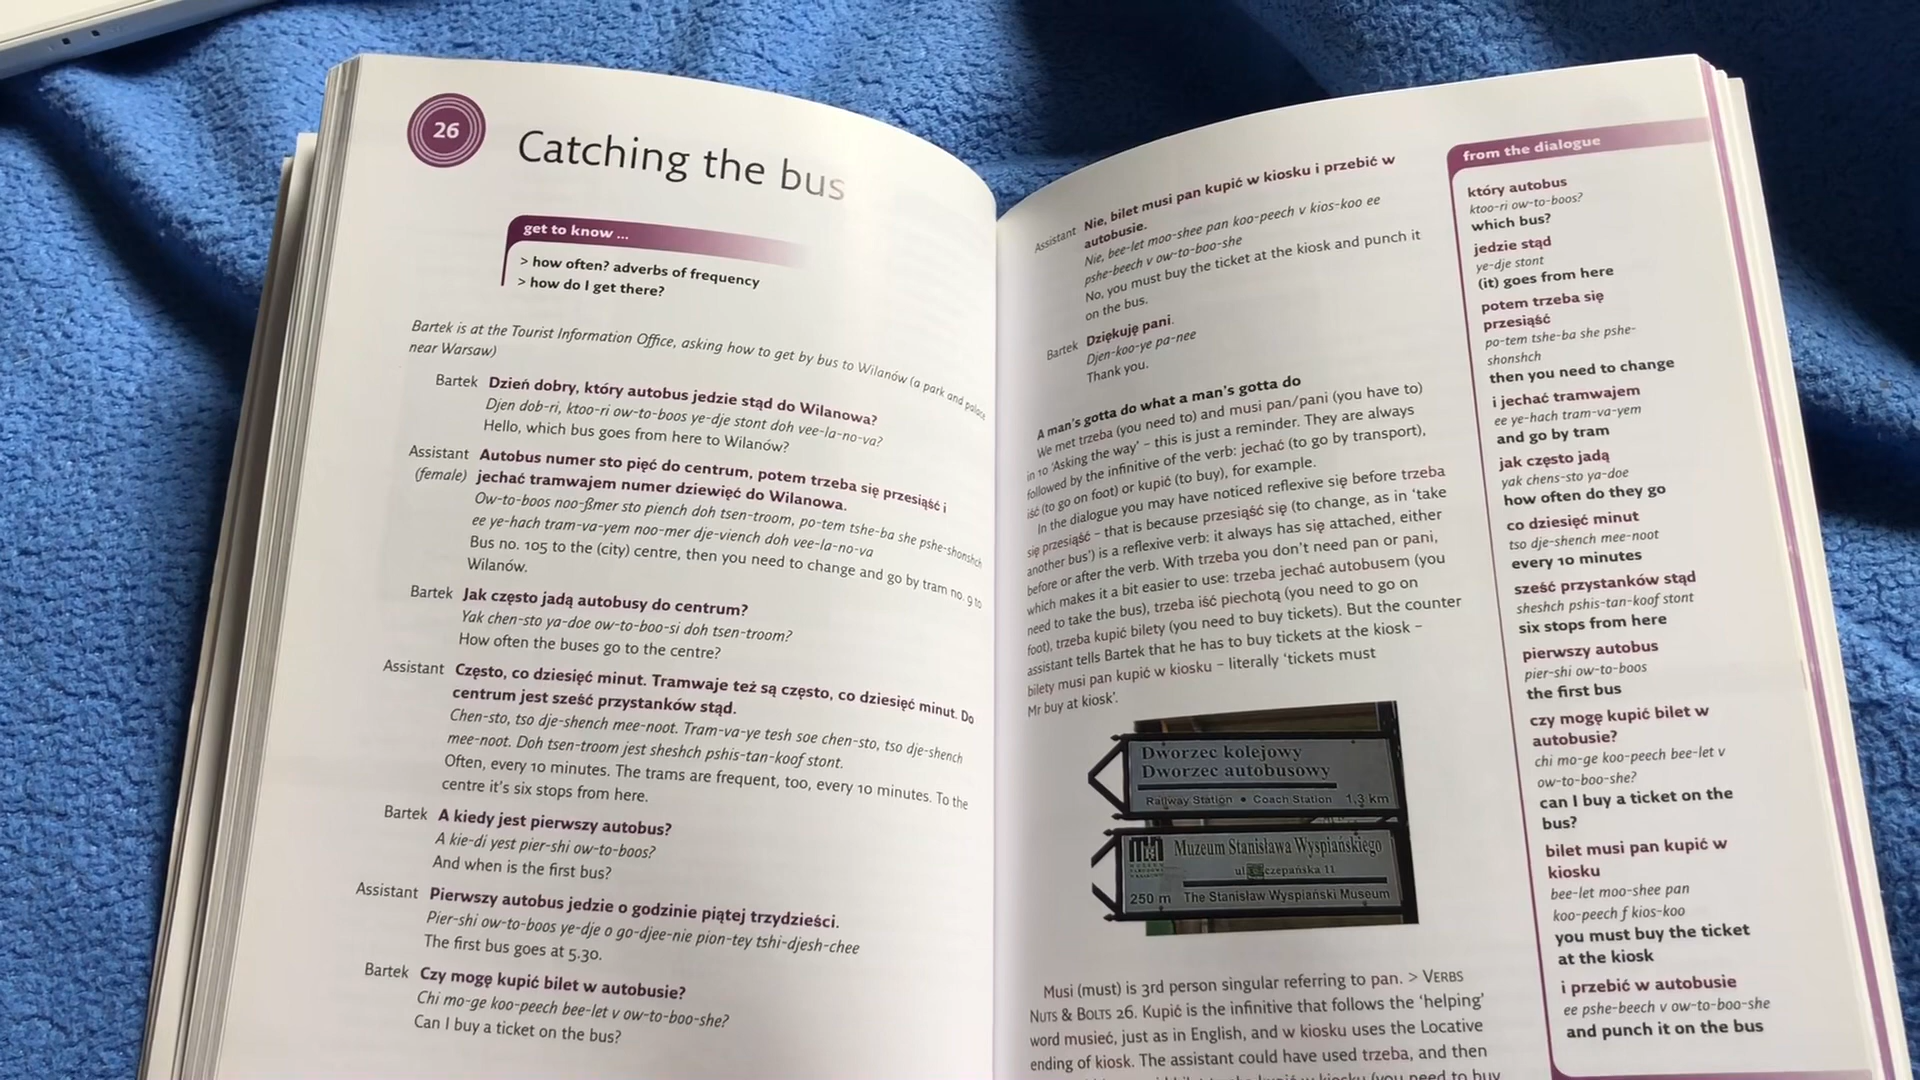 26
Catching the bus
get to know ...
> how often? adverbs of frequency
> how do I get there?
Bartek is at the Tourist Information Office, asking how to get by bus to Wilanów (a park and palace
near Warsaw)
Bartek Dzień dobry, który autobus jedzie stąd do Wilanowa?
Djen dob-ri, ktoo-ri ow-to-boos ye-dje stont doh vee-la-no-va?
Hello, which bus goes from here to Wilanów?
Assistant Autobus numer sto pięć do centrum, potem trzeba się przesiąść i
(female) jechać tramwajem numer dziewięć do Wilanowa.
Ow-to-boos noo-ßmer sto piench doh tsen-troom, po-tem tshe-ba she pshe-shonshch
ee ye-hach tram-va-yem noo-mer dje-viench doh vee-la-no-va
Bus no. 105 to the (city) centre, then you need to change and go by tram no. 9 to
Wilanów.
Bartek Jak często jadą autobusy do centrum?
Yak chen-sto ya-doe ow-to-boo-si doh tsen-troom?
How often the buses go to the centre?
Assistant Często, co dziesięć minut. Tramwaje też są często, co dziesięć minut. Do
centrum jest sześć przystanków stąd.
Chen-sto, tso dje-shench mee-noot. Tram-va-ye tesh soe chen-sto, tso dje-shench
mee-noot. Doh tsen-troom jest sheshch pshis-tan-koof stont.
Often, every 10 minutes. The trams are frequent, too, every 10 minutes. To the
centre it's six stops from here.
Bartek A kiedy jest pierwszy autobus?
A kie-di yest pier-shi ow-to-boos?
And when is the first bus?
Assistant Pierwszy autobus jedzie o godzinie piątej trzydzieści.
Pier-shi ow-to-boos ye-dje o go-djee-nie pion-tey tshi-djesh-chee
The first bus goes at 5.30.
Bartek Czy mogę kupić bilet w autobusie?
Chi mo-ge koo-peech bee-let v ow-to-boo-she?
Can I buy a ticket on the bus?
Assistant Nie, bilet musi pan kupić w kiosku i przebić w
autobusie.
Nie, bee-let moo-shee pan koo-peech v kios-koo ee
pshe-beech v ow-to-boo-she
No, you must buy the ticket at the kiosk and punch it
on the bus.
Bartek Dziękuję pani.
Djen-koo-ye pa-nee
Thank you.
A man's gotta do what a man's gotta do
We met trzeba (you need to) and musi pan/pani (you have to)
in 10 'Asking the way' – this is just a reminder. They are always
followed by the infinitive of the verb: jechać (to go by transport),
iść (to go on foot) or kupić (to buy), for example.
In the dialogue you may have noticed reflexive się before trzeba
się przesiąść – that is because przesiąść się (to change, as in 'take
another bus') is a reflexive verb: it always has się attached, either
before or after the verb. With trzeba you don't need pan or pani,
which makes it a bit easier to use: trzeba jechać autobusem (you
need to take the bus), trzeba iść piechotą (you need to go on
foot), trzeba kupić bilety (you need to buy tickets). But the counter
assistant tells Bartek that he has to buy tickets at the kiosk –
bilety musi pan kupić w kiosku – literally 'tickets must
Mr buy at kiosk'.
Dworzec kolejowy
Dworzec autobusowy
Railway Station • Coach Station 1,3 km
Muzeum Stanisława Wyspiańskiego
czepańska 11
250 m The Stanisław Wyspiański Museum
Musi (must) is 3rd person singular referring to pan. > VERBS
NUTS & BOLTS 26. Kupić is the infinitive that follows the 'helping'
word musieć, just as in English, and w kiosku uses the Locative
ending of kiosk. The assistant could have used trzeba, and then
(you need to buy
from the dialogue
który autobus
ktoo-ri ow-to-boos?
which bus?
jedzie stąd
ye-dje stont
(it) goes from here
potem trzeba się
przesiąść
po-tem tshe-ba she pshe-
shonshch
then you need to change
i jechać tramwajem
ee ye-hach tram-va-yem
and go by tram
jak często jadą
yak chens-sto ya-doe
how often do they go
co dziesięć minut
tso dje-shench mee-noot
every 10 minutes
sześć przystanków stąd
sheshch pshis-tan-koof stont
six stops from here
pierwszy autobus
pier-shi ow-to-boos
the first bus
czy mogę kupić bilet w
autobusie?
chi mo-ge koo-peech bee-let v
ow-to-boo-she?
can I buy a ticket on the
bus?
bilet musi pan kupić w
kiosku
bee-let moo-shee pan
koo-peech f kios-koo
you must buy the ticket
at the kiosk
i przebić w autobusie
ee pshe-beech v ow-to-boo-she
and punch it on the bus